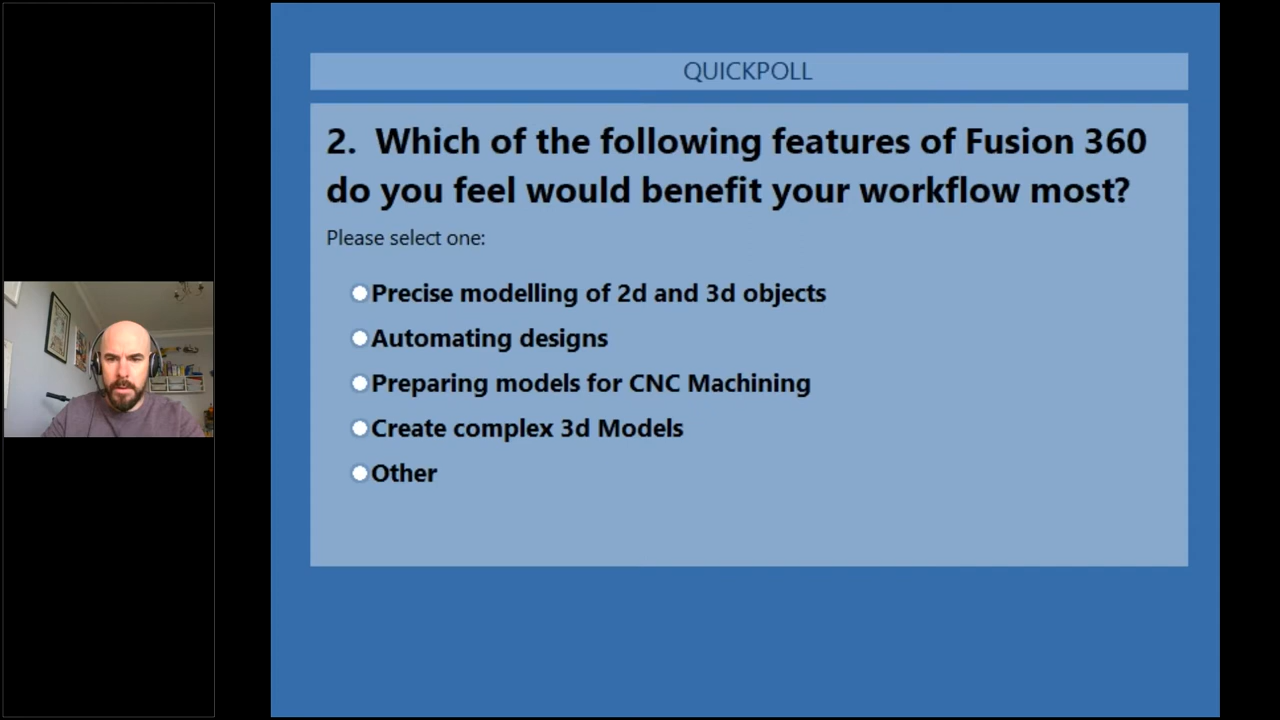 QUICKPOLL
2. Which of the following features of Fusion 360
do you feel would benefit your workflow most?
Please select one:
Precise modelling of 2d and 3d objects
Automating designs
Preparing models for CNC Machining
Create complex 3d Models
Other